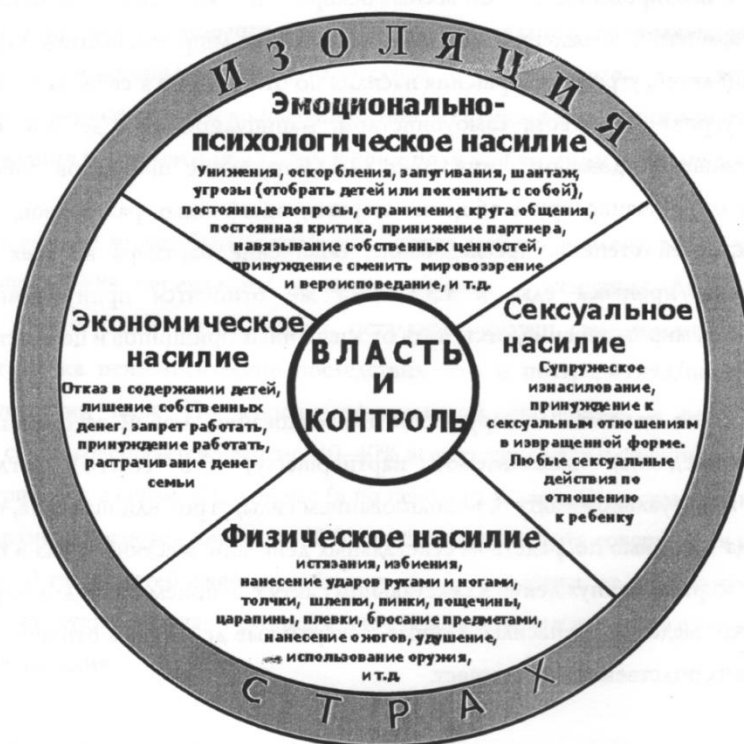 ИЗОЛЯЦИЯ
Эмоционально-
психологическое насилие
Унижения, оскорбления, запугивания, шантаж,
угрозы (отобрать детей или покончить с собой),
постоянные допросы, ограничение круга общения,
постоянная критика, принижение партнера,
навязывание собственных ценностей,
принуждение сменить мировоззрение
и вероисповедание, и т.д.
Экономическое
насилие
Отказ в содержании детей,
лишение собственных
денег, запрет работать,
принуждение работать,
растрачивание денег
семьи
ВЛАСТЬ
И
КОНТРОЛЬ
Сексуальное
насилие
Супружеское
изнасилование,
принуждение к
сексуальным отношениям
в извращенной форме.
Любые сексуальные
действия по
отношению
к ребенку
Физическое насилие
истязания, избиения,
нанесение ударов руками и ногами,
толчки, шлепки, пинки, пощечины,
царапины, плевки, бросание предметами,
нанесение ожогов, удушение,
использование оружия,
и т.д.
СТРАХ